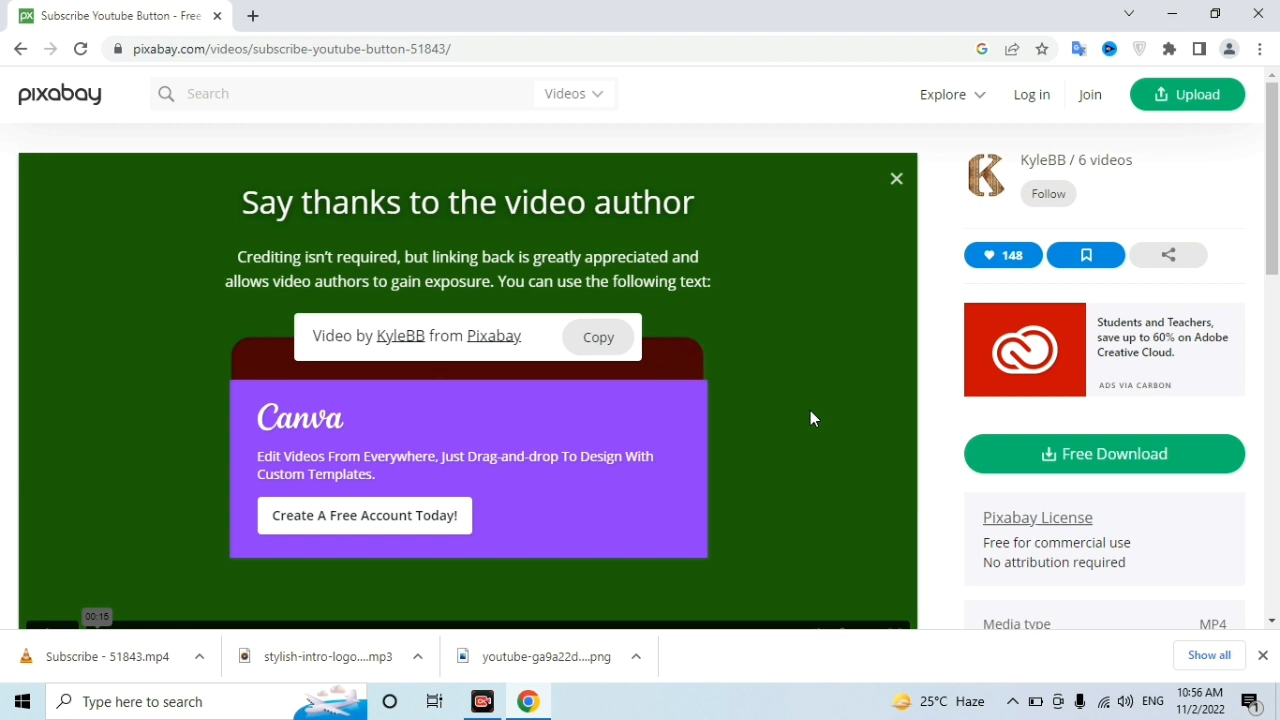 Subscribe Youtube Button - Free
pixabay.com/videos/subscribe-youtube-button-51843/
pixabay
Search
Videos
Explore
Log in
Join
Upload
Say thanks to the video author
Crediting isn't required, but linking back is greatly appreciated and
allows video authors to gain exposure. You can use the following text:
Video by KyleBB from Pixabay
Copy
Canva
Edit Videos From Everywhere, Just Drag-and-drop To Design With
Custom Templates.
Create A Free Account Today!
00:15
KyleBB / 6 videos
Follow
148
Students and Teachers,
save up to 60% on Adobe
Creative Cloud.
ADS VIA CARBON
Free Download
Pixabay License
Free for commercial use
No attribution required
Media type MP4
Subscribe - 51843.mp4
stylish-intro-logo....mp3
youtube-ga9a22d....png
Show all
Type here to search
25°C Haze
ENG
10:56 AM
11/2/2022
1